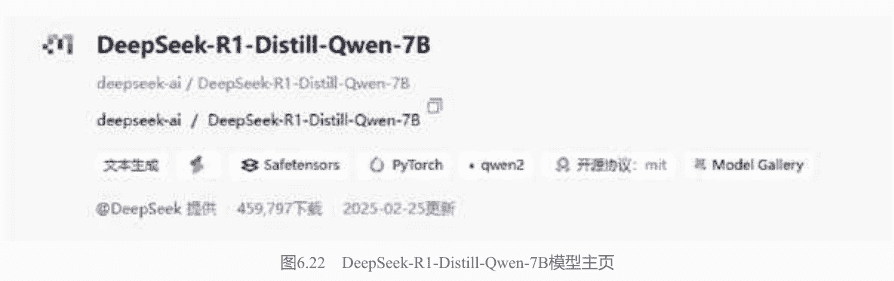 DeepSeek-R1-Distill-Qwen-7B
deepseek-ai / DeepSeek-R1-Distill-Qwen-7B
deepseek-ai / DeepSeek-R1-Distill-Qwen-7B
文本生成 Safetensors PyTorch • qwen2 开源协议：mit Model Gallery
@DeepSeek 提供 459,797下载 2025-02-25更新
图6.22 DeepSeek-R1-Distill-Qwen-7B模型主页